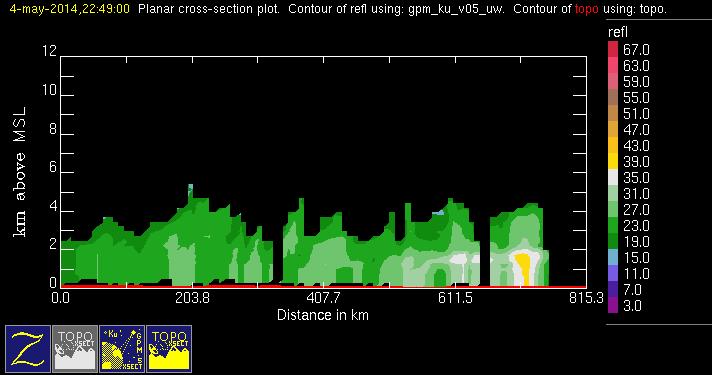 4-may-2014,22:49:00 Planar cross-section plot. Contour of refl using: gpm_ku_v05_uw. Contour of topo using: topo.
refl
67.0
63.0
59.0
55.0
51.0
47.0
43.0
39.0
35.0
31.0
27.0
23.0
19.0
15.0
11.0
7.0
3.0
km above MSL
12
10
8
6
4
2
0
0.0 203.8 407.7 611.5 815.3
Distance in km
Z
TOPO
XSECT
"Ku"
GPM
XSECT
TOPO
XSECT